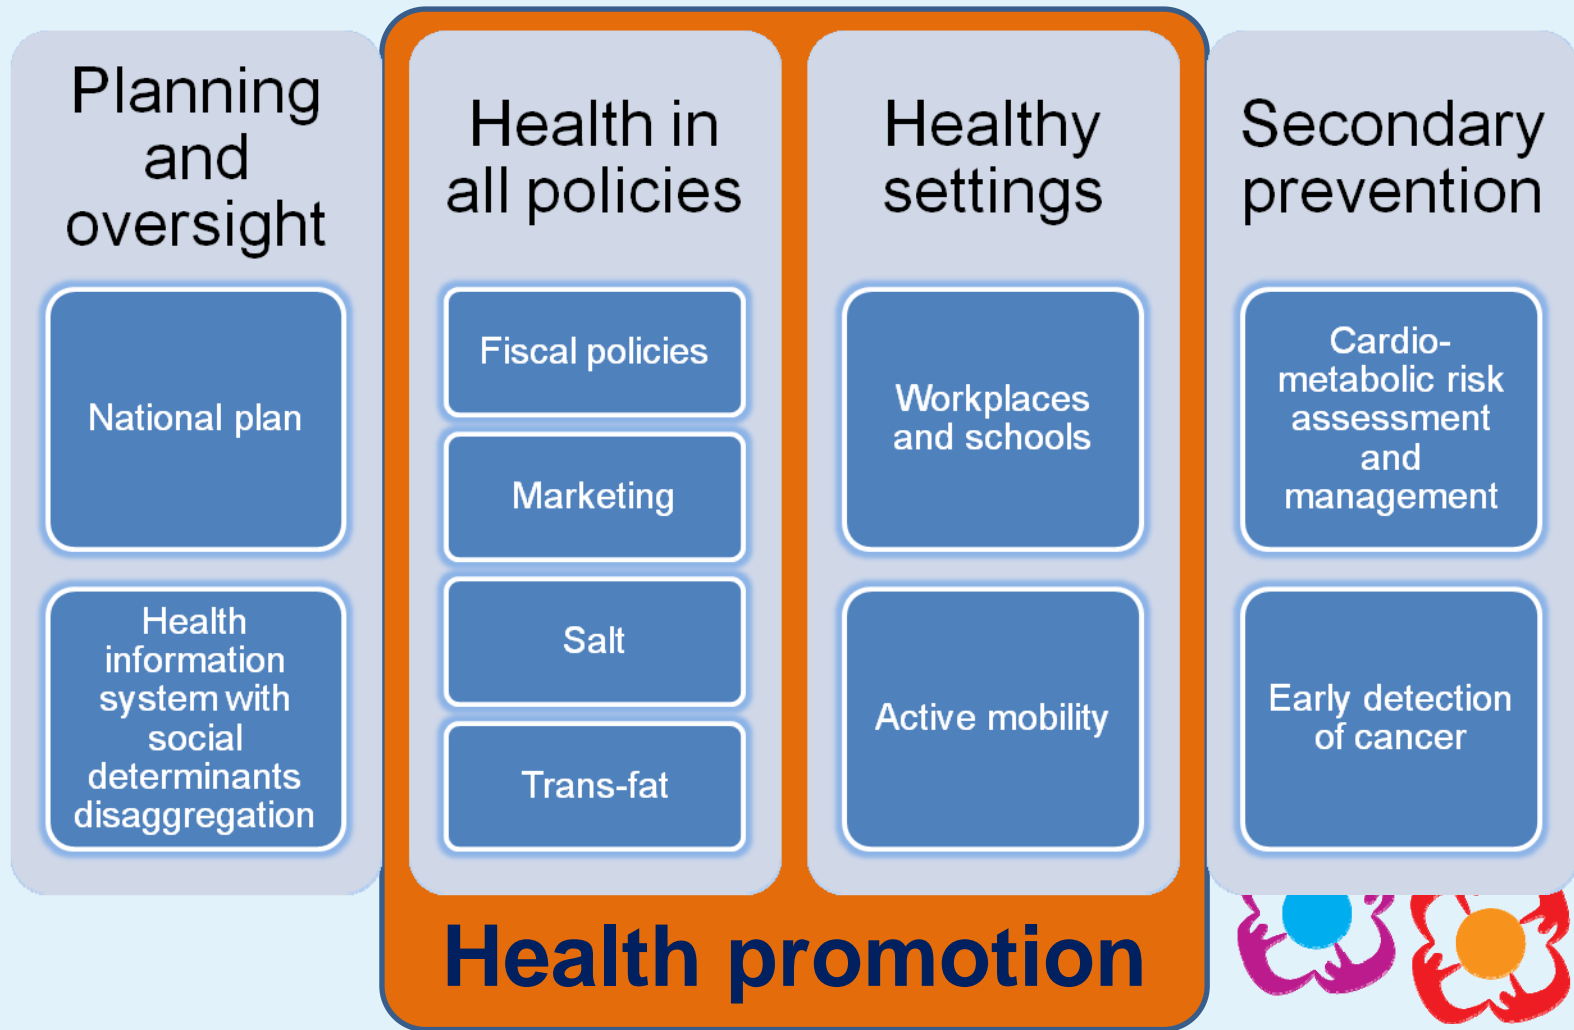 Planning
and
oversight
National plan
Health
information
system with
social
determinants
disaggregation
Health in
all policies
Fiscal policies
Marketing
Salt
Trans-fat
Healthy
settings
Workplaces
and schools
Active mobility
Secondary
prevention
Cardio-
metabolic risk
assessment
and
management
Early detection
of cancer
Health promotion